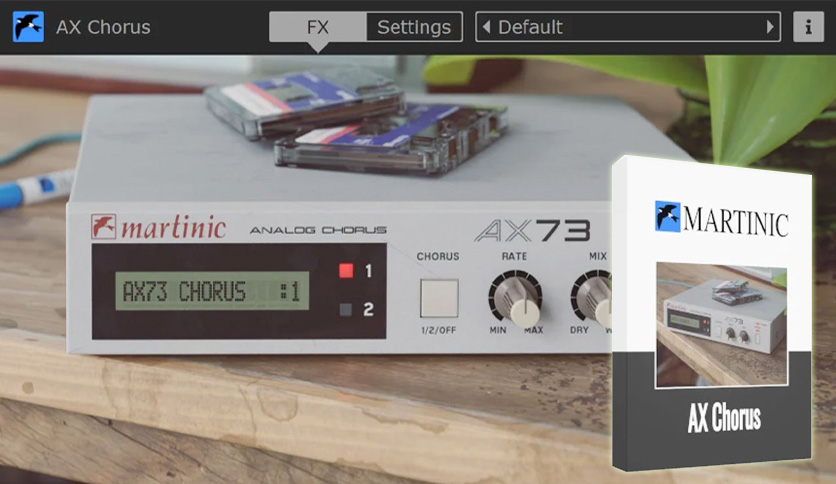 AX Chorus
FX
Settings
Default
i
martinic
ANALOG CHORUS
AX73
CHORUS
RATE
MIX
AX73 CHORUS :1
1
2
1/2/OFF
MIN
MAX
DRY
MARTINIC
AX Chorus